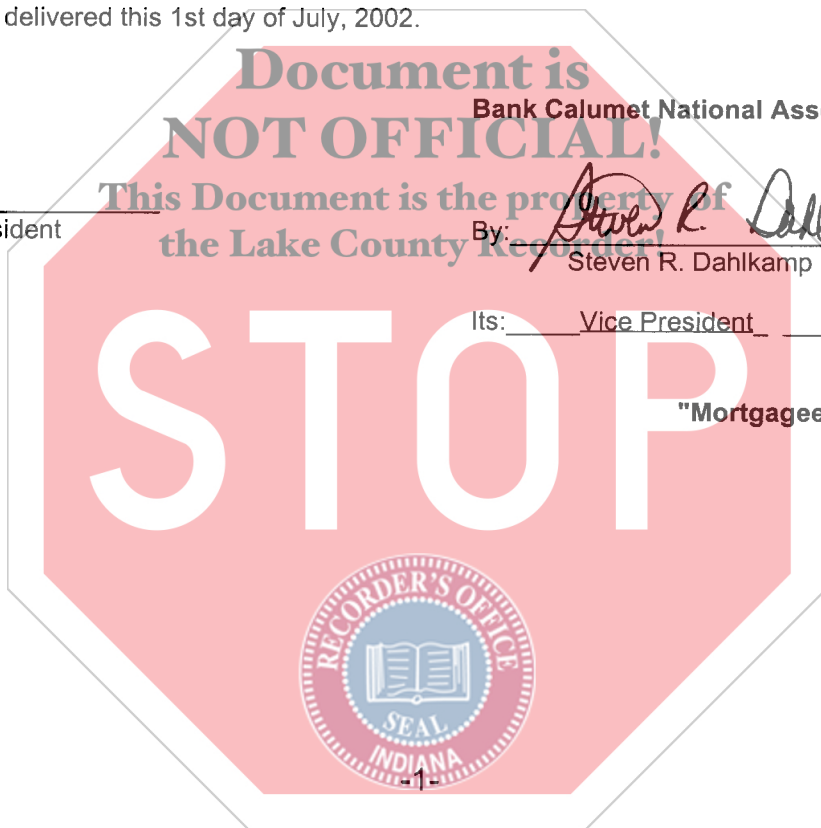 delivered this 1st day of July, 2002.
Document is
NOT OFFICIAL!
This Document is the property of
the Lake County Recorder!
Bank Calumet National Ass
sident
By: Steven R. Dahl
Steven R. Dahlkamp
Its: Vice President
"Mortgagee
STOP
RECORDER'S OFFICE
SEAL
INDIANA
-1-